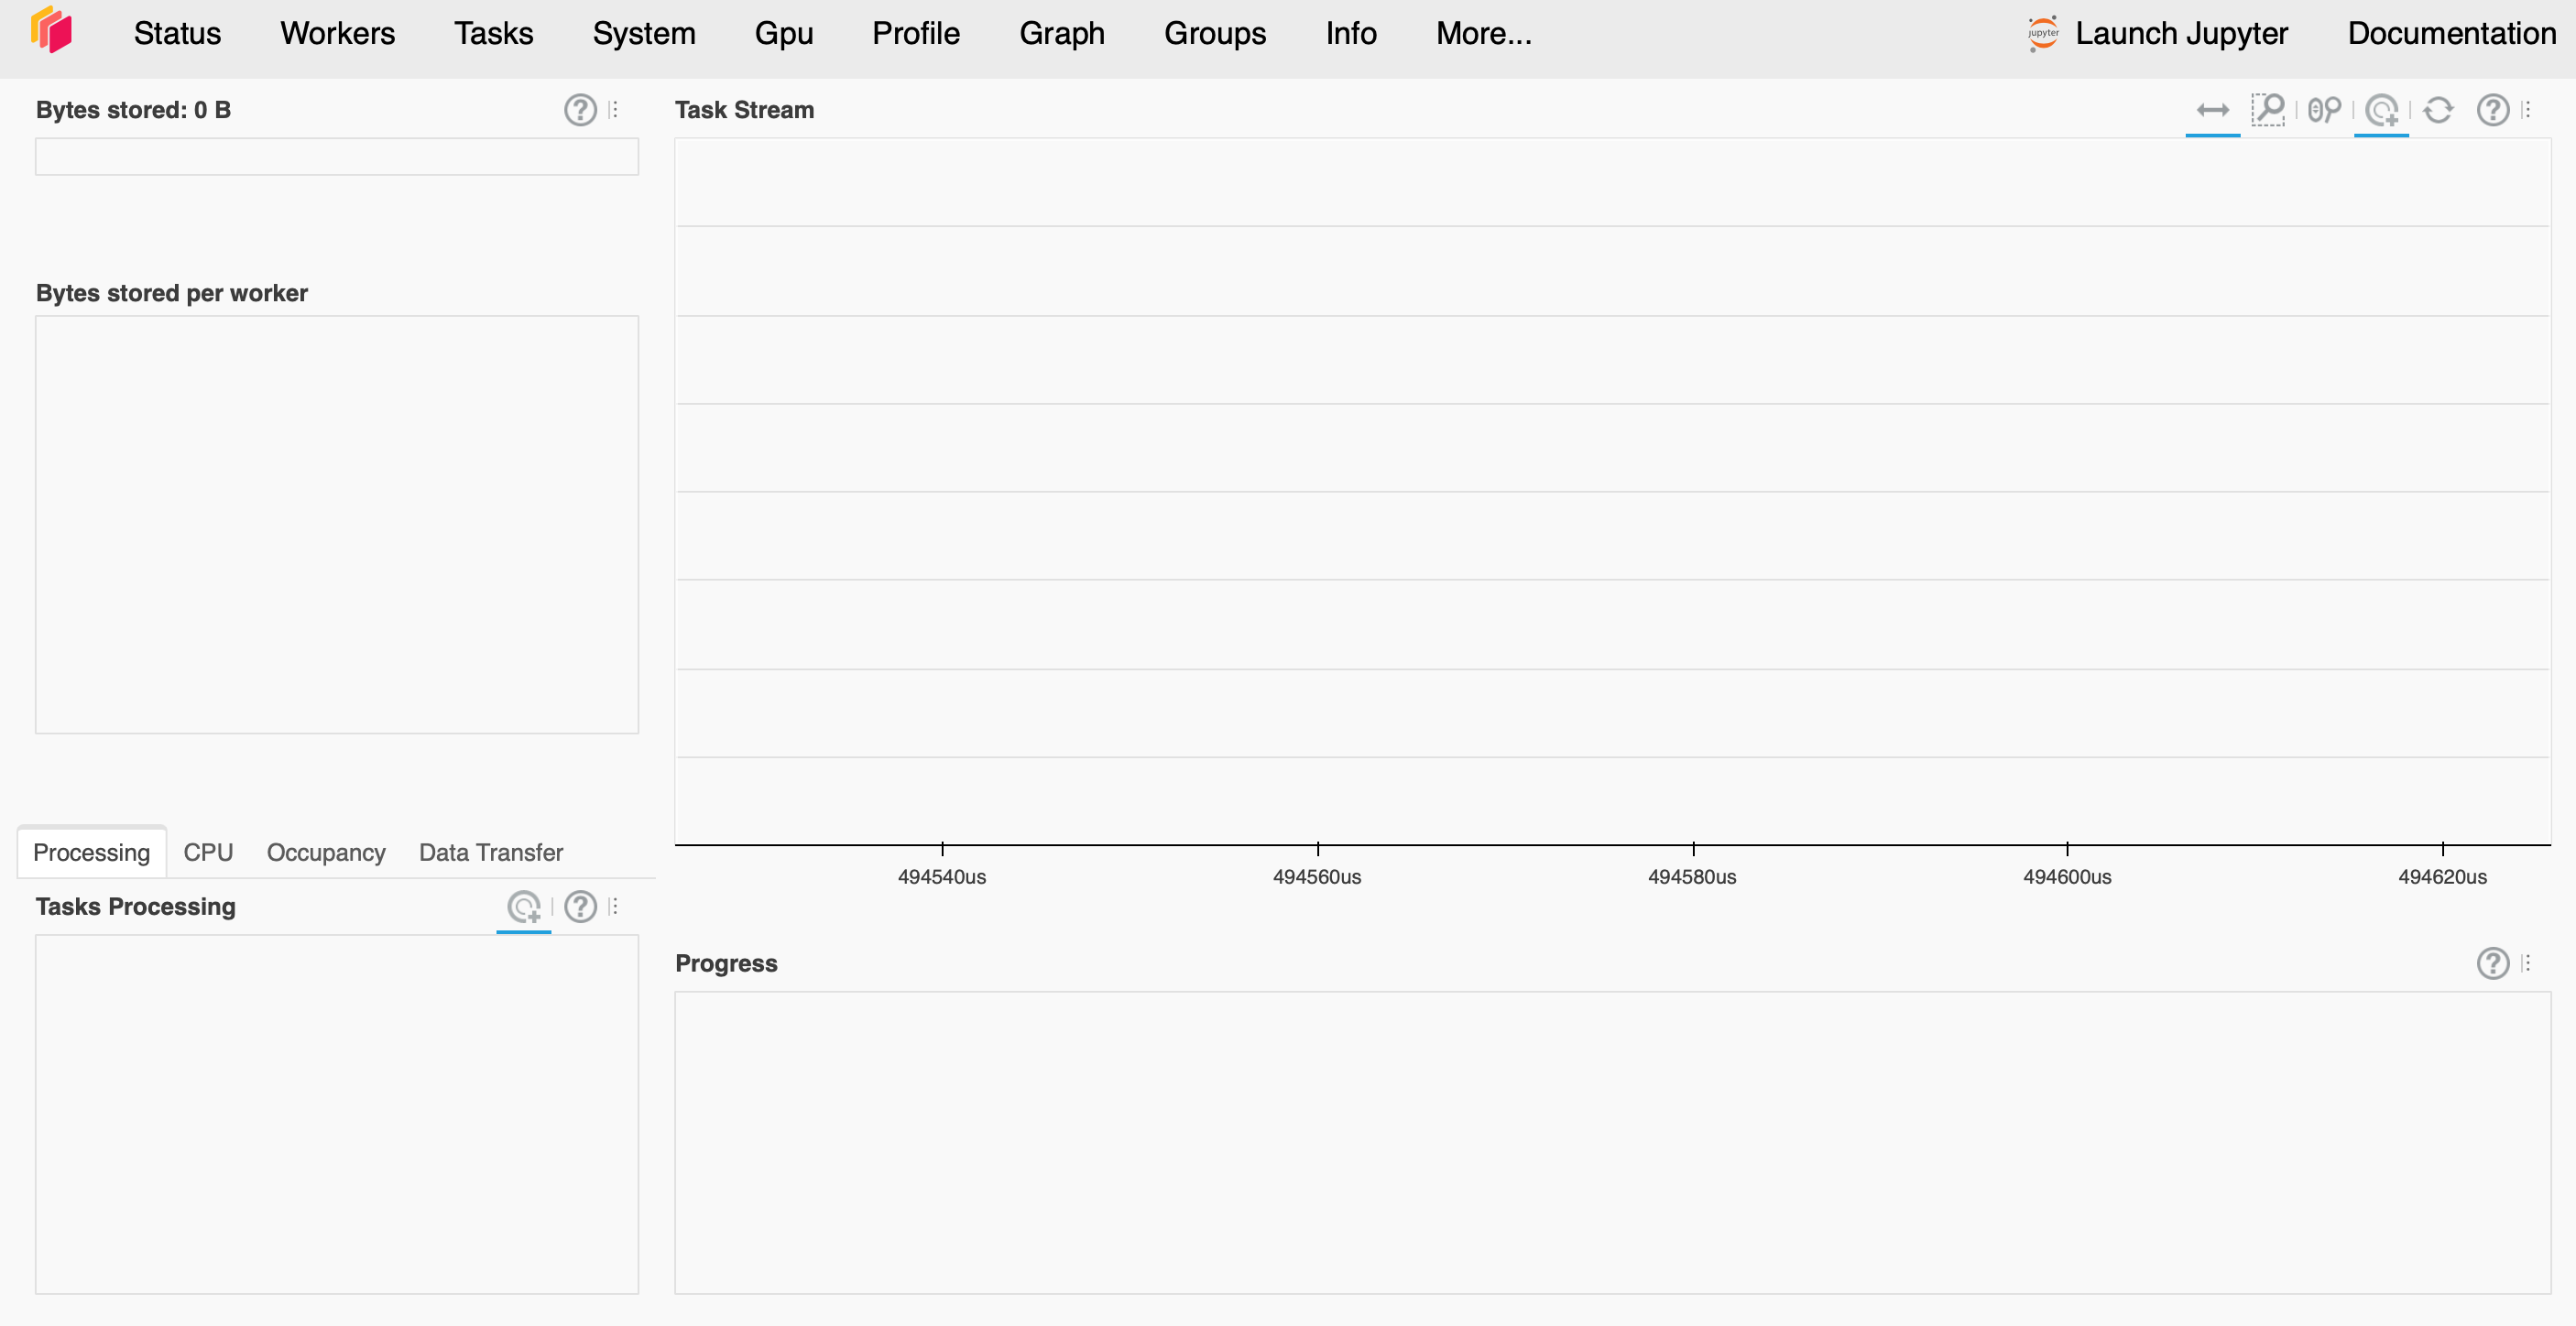 Status Workers Tasks System Gpu Profile Graph Groups Info More... jupyter Launch Jupyter Documentation
Bytes stored: 0 B
Task Stream
Bytes stored per worker
Processing CPU Occupancy Data Transfer
494540us 494560us 494580us 494600us 494620us
Tasks Processing
Progress